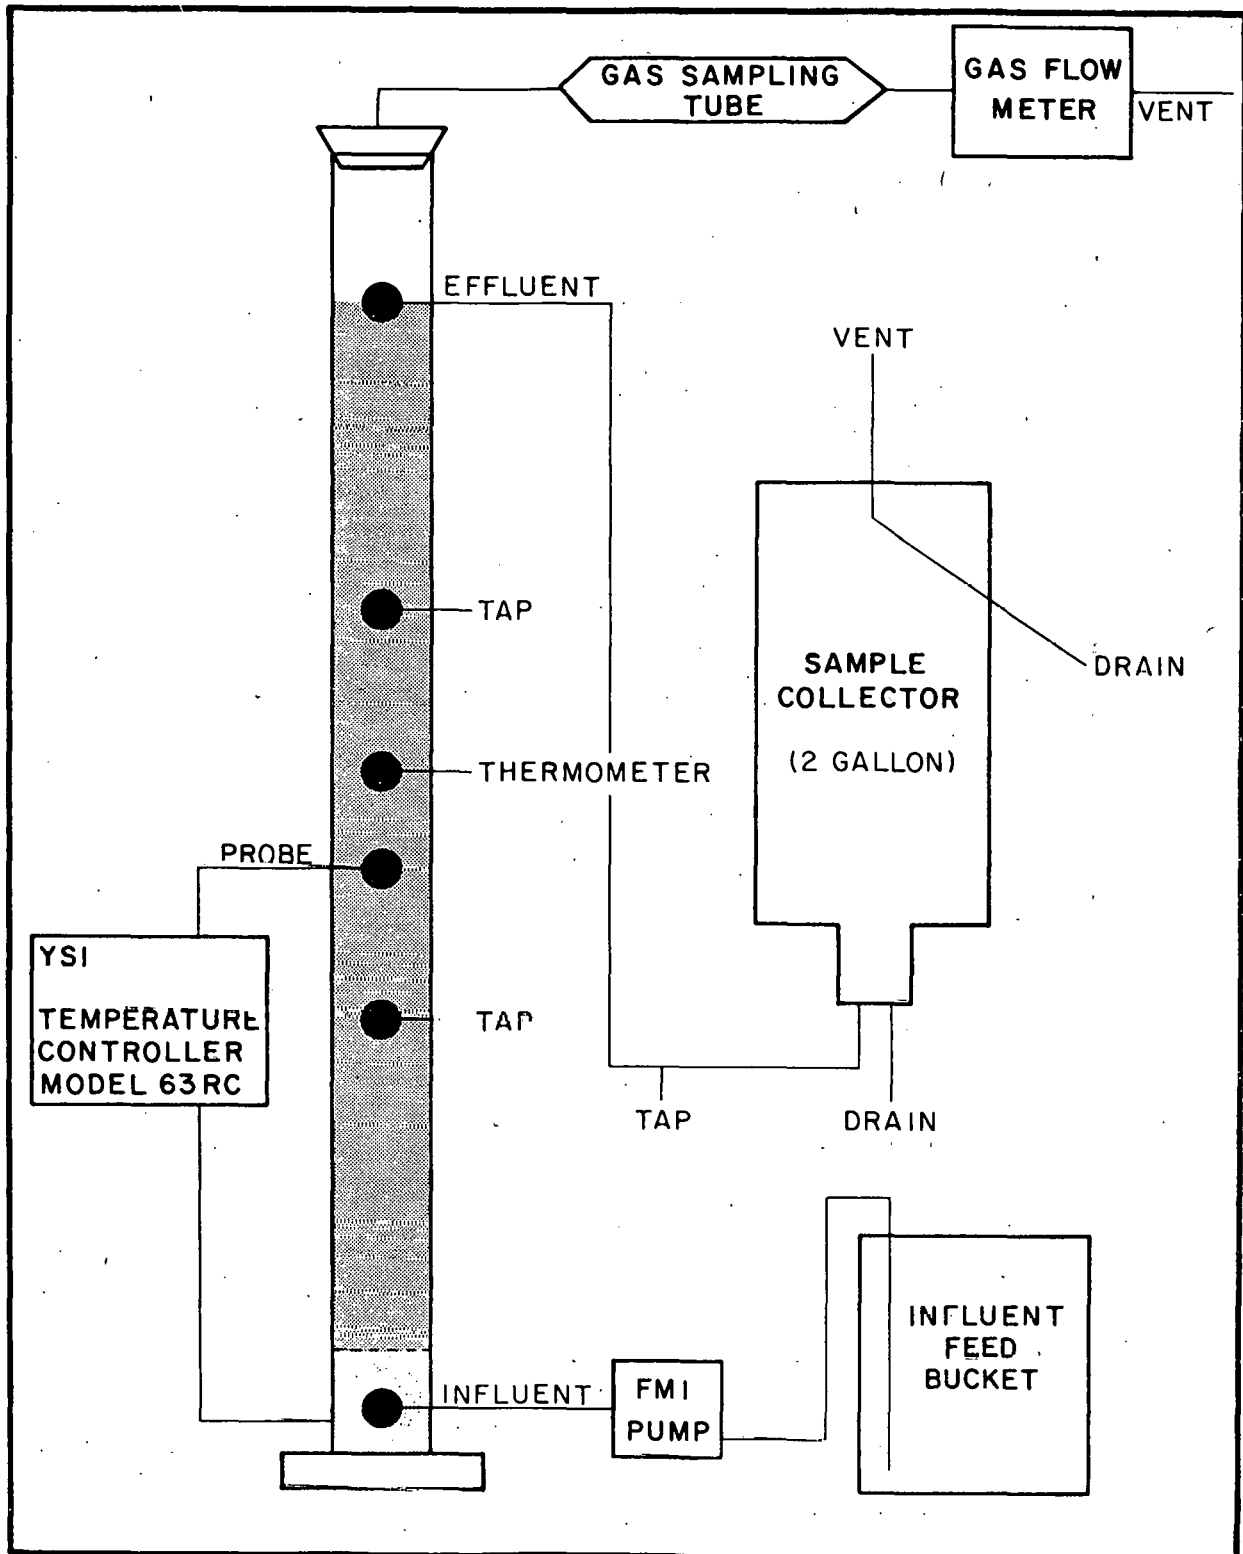 GAS SAMPLING
TUBE
GAS FLOW
METER
VENT
EFFLUENT
VENT
TAP
DRAIN
SAMPLE
COLLECTOR
(2 GALLON)
THERMOMETER
PROBE
YSI
TEMPERATURE
CONTROLLER
MODEL 63RC
TAP
TAP
DRAIN
INFLUENT
FEED
BUCKET
INFLUENT
FMI
PUMP